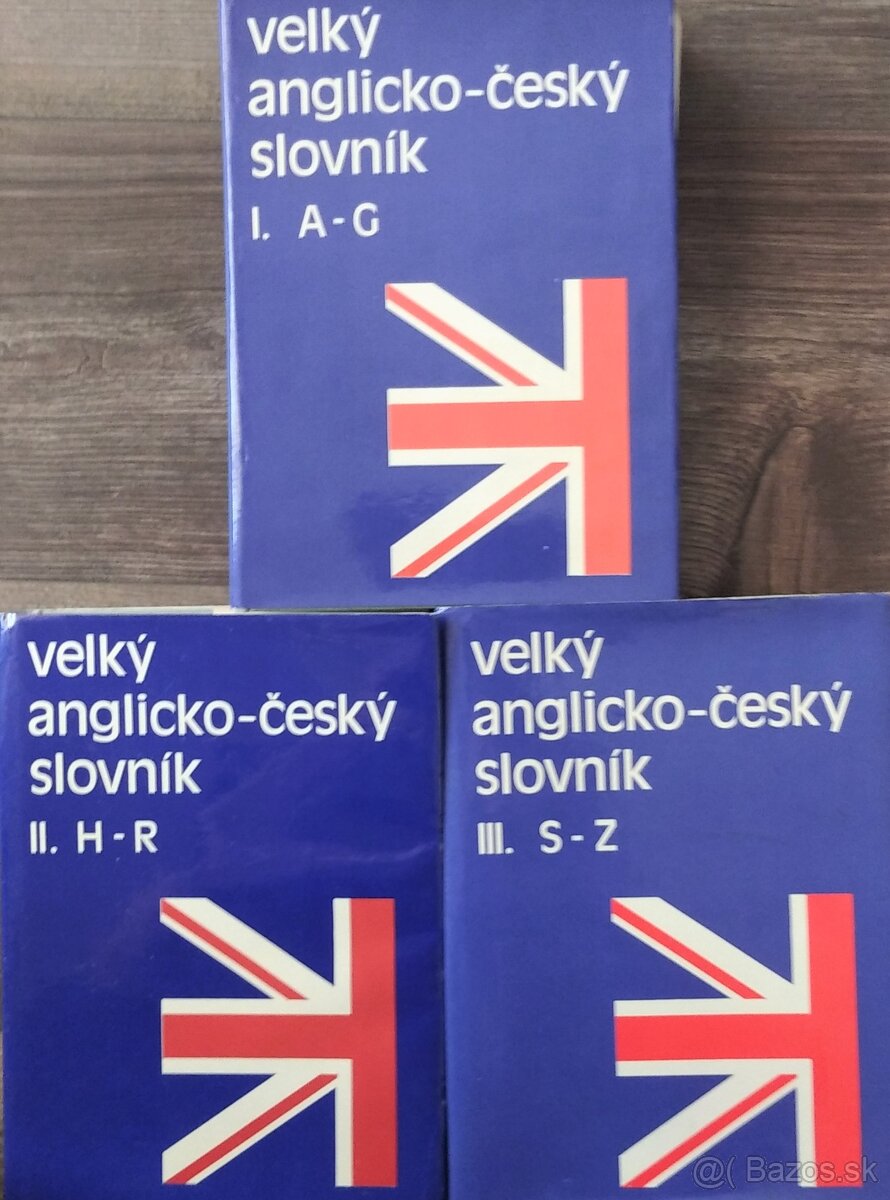 velký
anglicko-český
slovník
I. A-G
velký
anglicko-český
slovník
II. H-R
velký
anglicko-český
slovník
III. S-Z
@( Bazos.sk